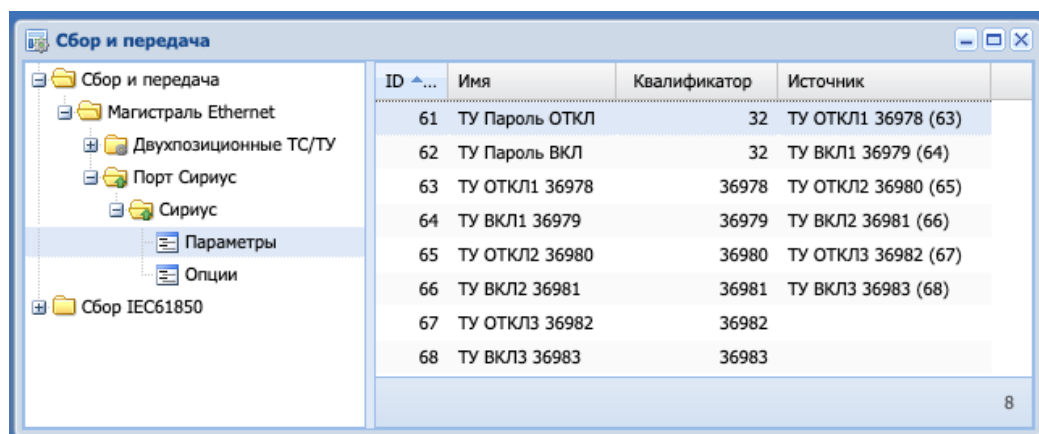 Сбор и передача
Сбор и передача
Магистраль Ethernet
Двухпозиционные ТС/ТУ
Порт Сириус
Сириус
Параметры
Опции
Сбор IEC61850
ID ... Имя Квалификатор Источник
61 ТУ Пароль ОТКЛ 32 ТУ ОТКЛ1 36978 (63)
62 ТУ Пароль ВКЛ 32 ТУ ВКЛ1 36979 (64)
63 ТУ ОТКЛ1 36978 36978 ТУ ОТКЛ2 36980 (65)
64 ТУ ВКЛ1 36979 36979 ТУ ВКЛ2 36981 (66)
65 ТУ ОТКЛ2 36980 36980 ТУ ОТКЛ3 36982 (67)
66 ТУ ВКЛ2 36981 36981 ТУ ВКЛ3 36983 (68)
67 ТУ ОТКЛ3 36982 36982
68 ТУ ВКЛ3 36983 36983
8